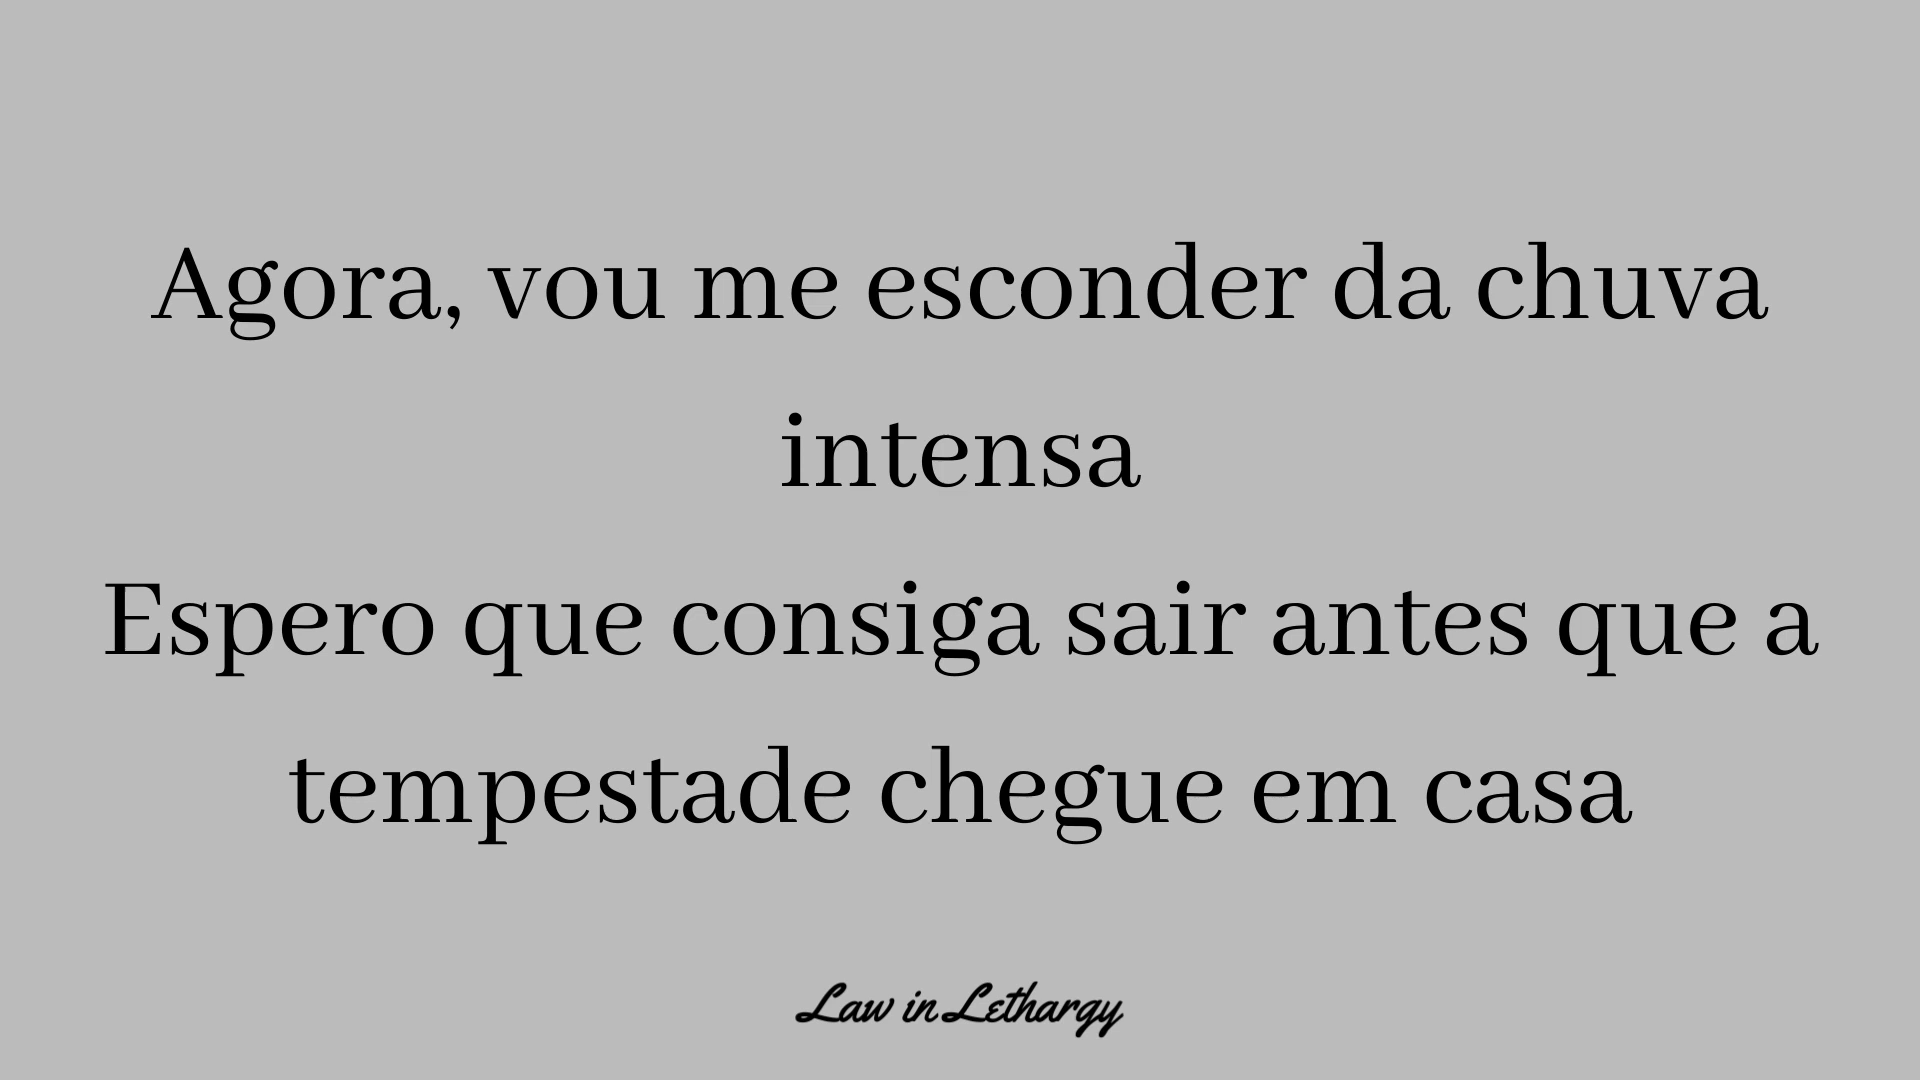 Agora, vou me esconder da chuva
intensa
Espero que consiga sair antes que a
tempestade chegue em casa
Law in Lethargy